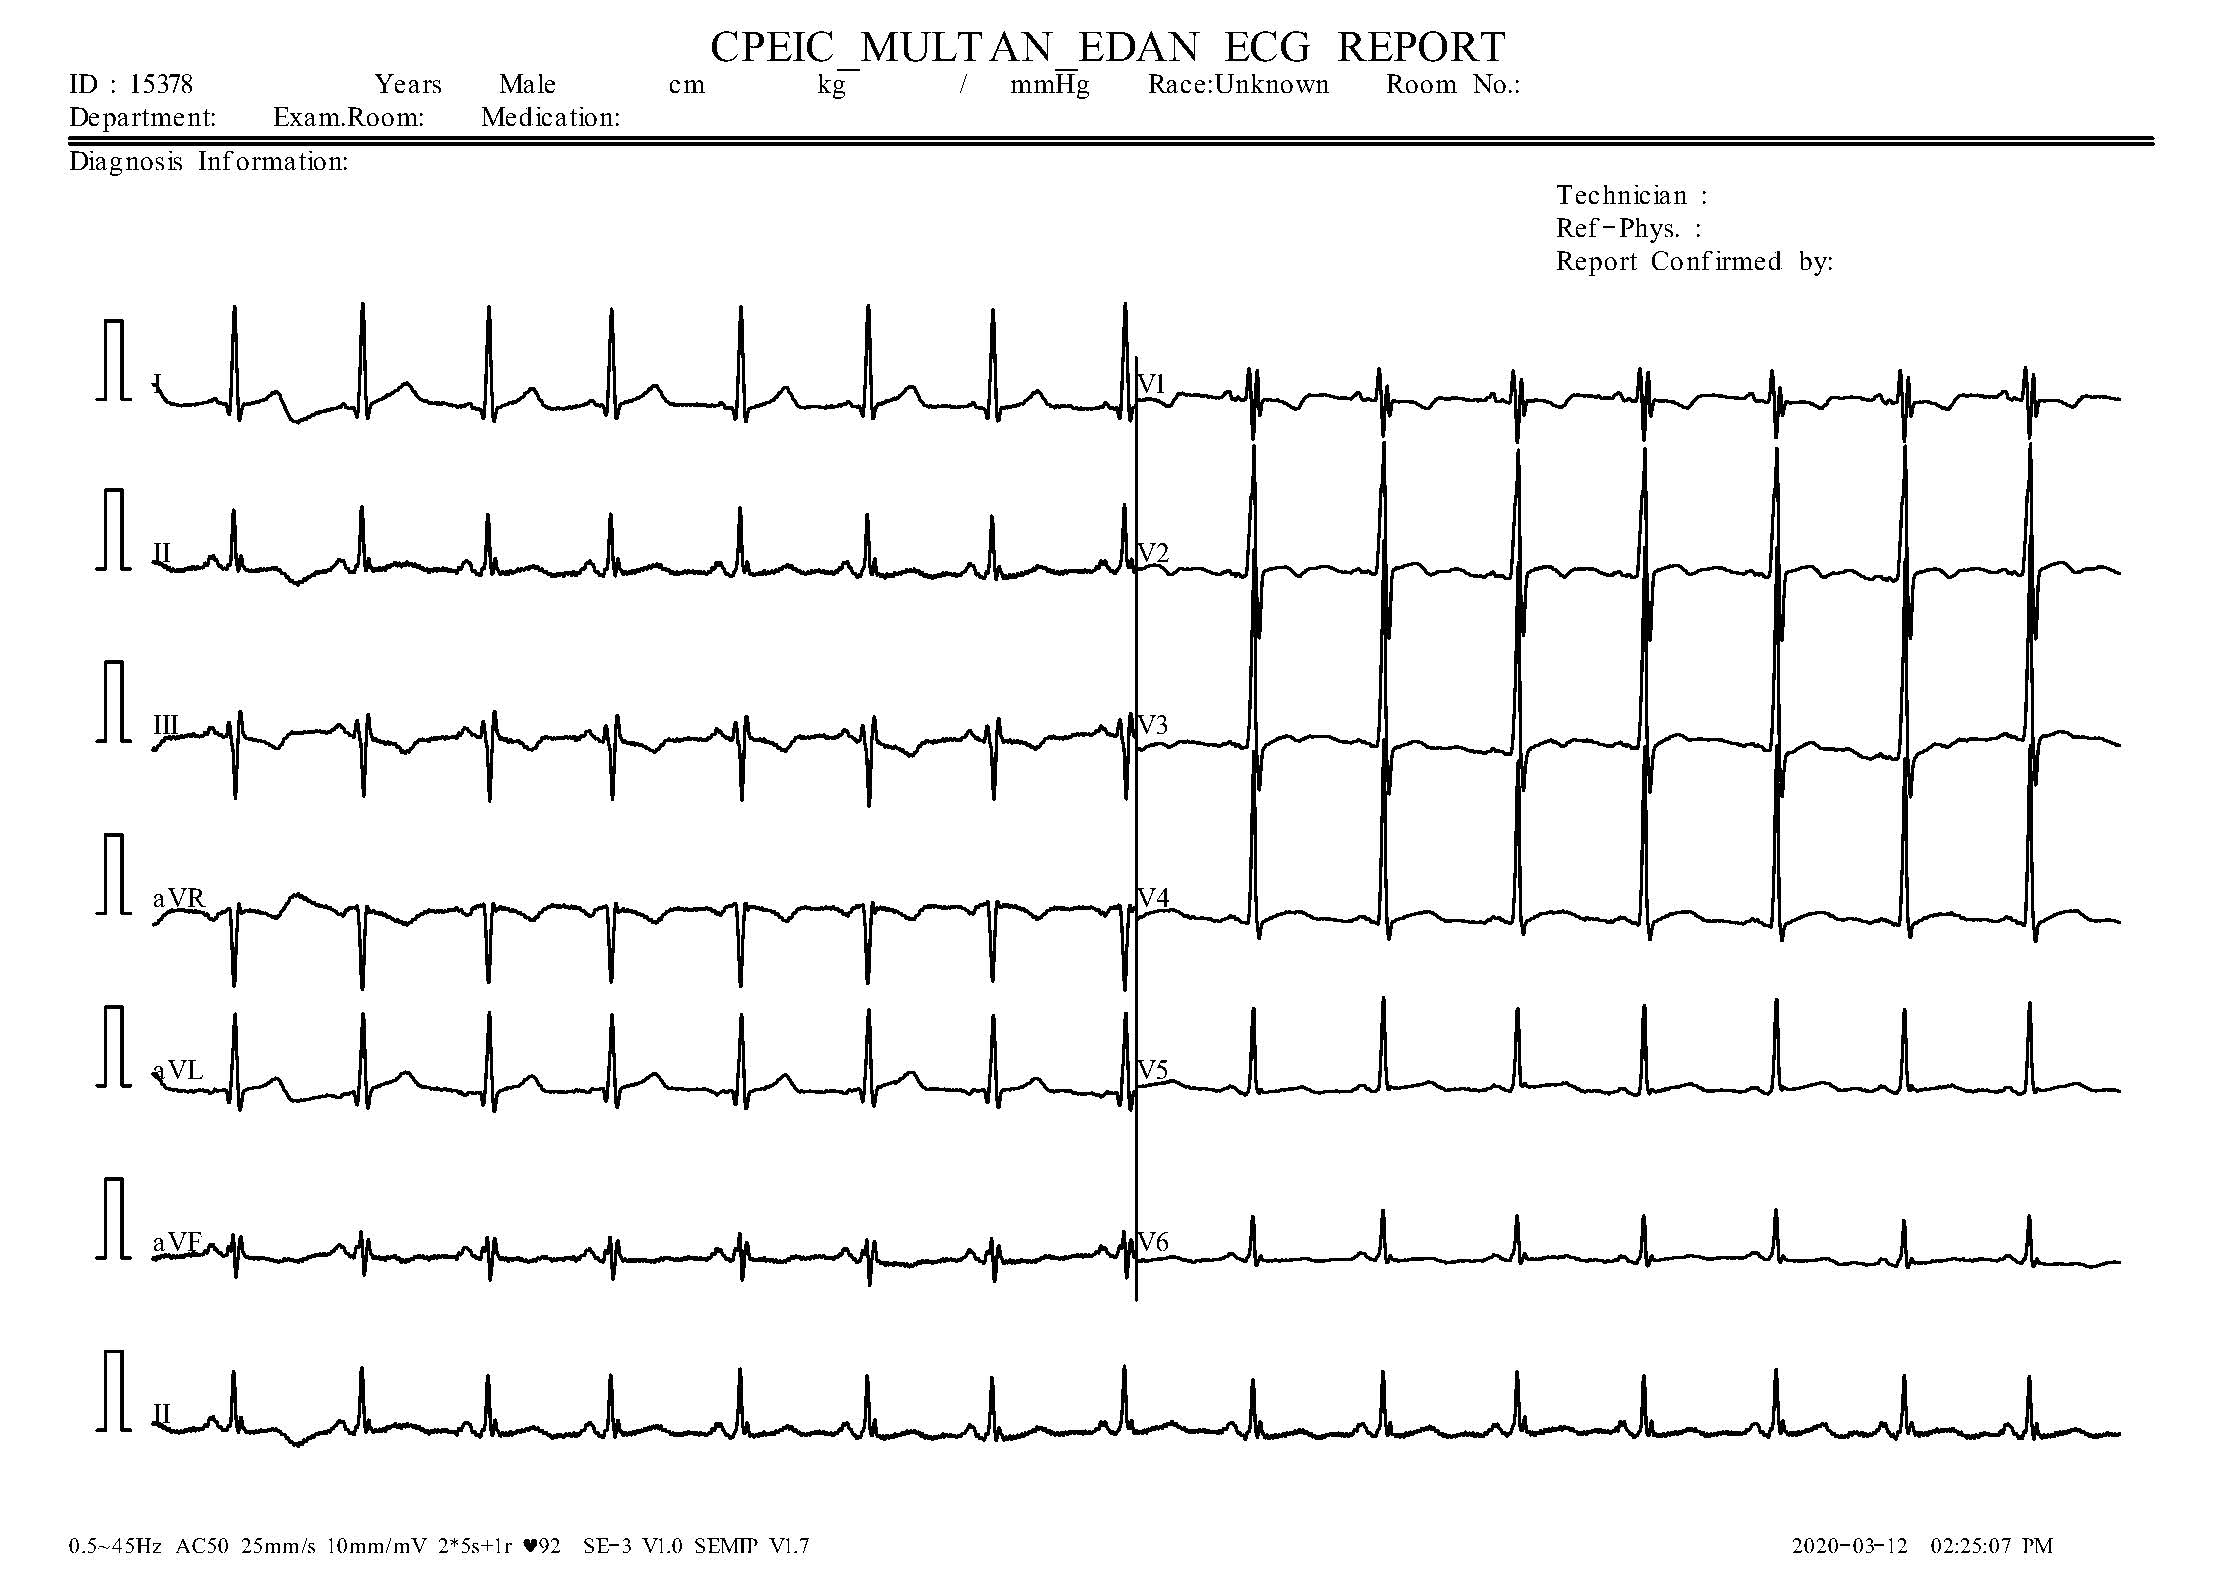 CPEIC_MULTAN_EDAN ECG REPORT
ID : 15378 Years Male cm kg / mmHg Race:Unknown Room No.:
Department: Exam.Room: Medication:
Diagnosis Information:
Technician :
Ref-Phys. :
Report Confirmed by:
I V1
II V2
III V3
aVR V4
aVL V5
aVF V6
II
0.5~45Hz AC50 25mm/s 10mm/mV 2*5s+1r ♥92 SE-3 V1.0 SEMIP V1.7 2020-03-12 02:25:07 PM